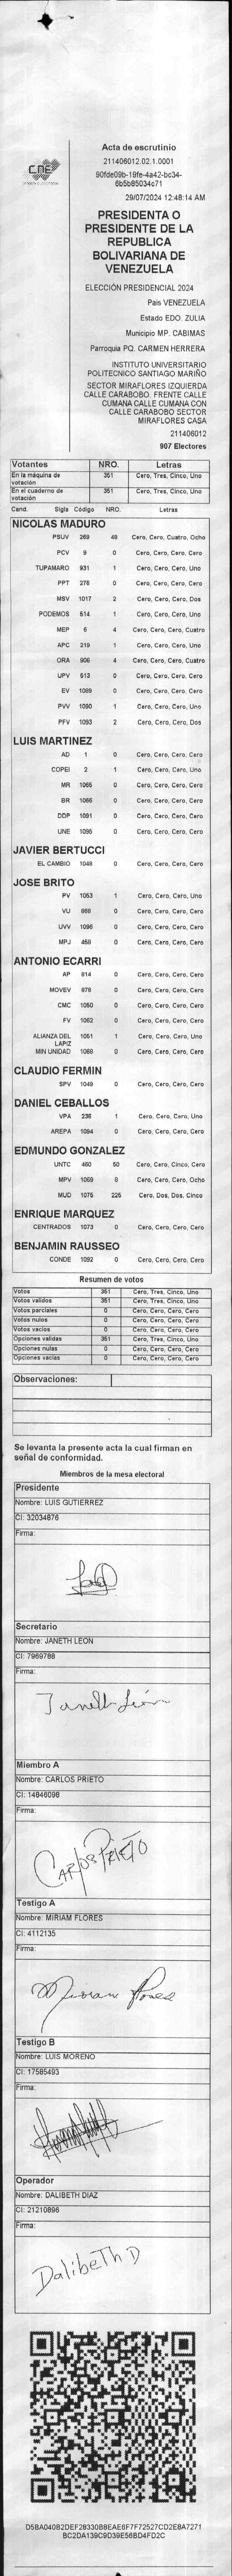 CNE
Acta de escrutinio
211406012.02.1.0001
90fde09b-19fe-4a42-bc34-
6b5b85034c71
29/07/2024 12:48:14 AM
PRESIDENTA O
PRESIDENTE DE LA
REPUBLICA
BOLIVARIANA DE
VENEZUELA
ELECCIÓN PRESIDENCIAL 2024
Pais VENEZUELA
Estado EDO. ZULIA
Municipio MP. CABIMAS
Parroquia PQ. CARMEN HERRERA
INSTITUTO UNIVERSITARIO
POLITECNICO SANTIAGO MARIÑO
SECTOR MIRAFLORES IZQUIERDA
CALLE CARABOBO. FRENTE CALLE
CUMANA CALLE CUMANA CON
CALLE CARABOBO SECTOR
MIRAFLORES CASA
211406012
907 Electores
Votantes NRO. Letras
En la máquina de votación 351 Cero, Tres, Cinco, Uno
En el cuaderno de votación 351 Cero, Tres, Cinco, Uno
Cand. Sigla Código NRO. Letras
NICOLAS MADURO
PSUV 269 48 Cero, Cero, Cuatro, Ocho
PCV 9 0 Cero, Cero, Cero, Cero
TUPAMARO 931 1 Cero, Cero, Cero, Uno
PPT 276 0 Cero, Cero, Cero, Cero
MSV 1017 2 Cero, Cero, Cero, Dos
PODEMOS 514 1 Cero, Cero, Cero, Uno
MEP 6 4 Cero, Cero, Cero, Cuatro
APC 219 1 Cero, Cero, Cero, Uno
ORA 906 4 Cero, Cero, Cero, Cuatro
UPV 513 0 Cero, Cero, Cero, Cero
EV 1089 0 Cero, Cero, Cero, Cero
PVV 1090 1 Cero, Cero, Cero, Uno
PFV 1093 2 Cero, Cero, Cero, Dos
LUIS MARTINEZ
AD 1 0 Cero, Cero, Cero, Cero
COPEI 2 1 Cero, Cero, Cero, Uno
MR 1065 0 Cero, Cero, Cero, Cero
BR 1066 0 Cero, Cero, Cero, Cero
DDP 1091 0 Cero, Cero, Cero, Cero
UNE 1095 0 Cero, Cero, Cero, Cero
JAVIER BERTUCCI
EL CAMBIO 1048 0 Cero, Cero, Cero, Cero
JOSE BRITO
PV 1053 1 Cero, Cero, Cero, Uno
VU 868 0 Cero, Cero, Cero, Cero
UVV 1096 0 Cero, Cero, Cero, Cero
MPJ 458 0 Cero, Cero, Cero, Cero
ANTONIO ECARRI
AP 814 0 Cero, Cero, Cero, Cero
MOVEV 878 0 Cero, Cero, Cero, Cero
CMC 1050 0 Cero, Cero, Cero, Cero
FV 1062 0 Cero, Cero, Cero, Cero
ALIANZA DEL LAPIZ 1051 1 Cero, Cero, Cero, Uno
MIN UNIDAD 1068 0 Cero, Cero, Cero, Cero
CLAUDIO FERMIN
SPV 1049 0 Cero, Cero, Cero, Cero
DANIEL CEBALLOS
VPA 238 1 Cero, Cero, Cero, Uno
AREPA 1094 0 Cero, Cero, Cero, Cero
EDMUNDO GONZALEZ
UNTC 460 50 Cero, Cero, Cinco, Cero
MPV 1069 8 Cero, Cero, Cero, Ocho
MUD 1075 225 Cero, Dos, Dos, Cinco
ENRIQUE MARQUEZ
CENTRADOS 1073 0 Cero, Cero, Cero, Cero
BENJAMIN RAUSSEO
CONDE 1092 0 Cero, Cero, Cero, Cero
Resumen de votos
Votos 351 Cero, Tres, Cinco, Uno
Votos validos 351 Cero, Tres, Cinco, Uno
Votos parciales 0 Cero, Cero, Cero, Cero
Votos nulos 0 Cero, Cero, Cero, Cero
Votos vacíos 0 Cero, Cero, Cero, Cero
Opciones validas 351 Cero, Tres, Cinco, Uno
Opciones nulas 0 Cero, Cero, Cero, Cero
Opciones vacías 0 Cero, Cero, Cero, Cero
Observaciones:
Se levanta la presente acta la cual firman en
señal de conformidad.
Miembros de la mesa electoral
Presidente
Nombre: LUIS GUTIERREZ
CI: 32034876
Firma:
Secretario
Nombre: JANETH LEON
CI: 7969788
Firma:
Janeth León
Miembro A
Nombre: CARLOS PRIETO
CI: 14846098
Firma:
CARLOS PRIETO
Testigo A
Nombre: MIRIAM FLORES
CI: 4112135
Firma:
Miriam Flores
Testigo B
Nombre: LUIS MORENO
CI: 17585493
Firma:
Operador
Nombre: DALIBETH DIAZ
CI: 21210896
Firma:
DalibeTh D
D5BA040B2DEF28330B8EAE6F7F72527CD2E8A7271
BC2DA139C9D39E56BD4FD2C